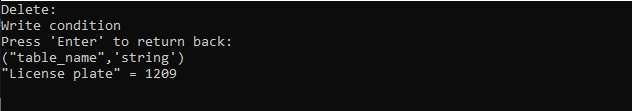 Delete:
Write condition
Press 'Enter' to return back:
("table_name",'string')
"License plate" = 1209